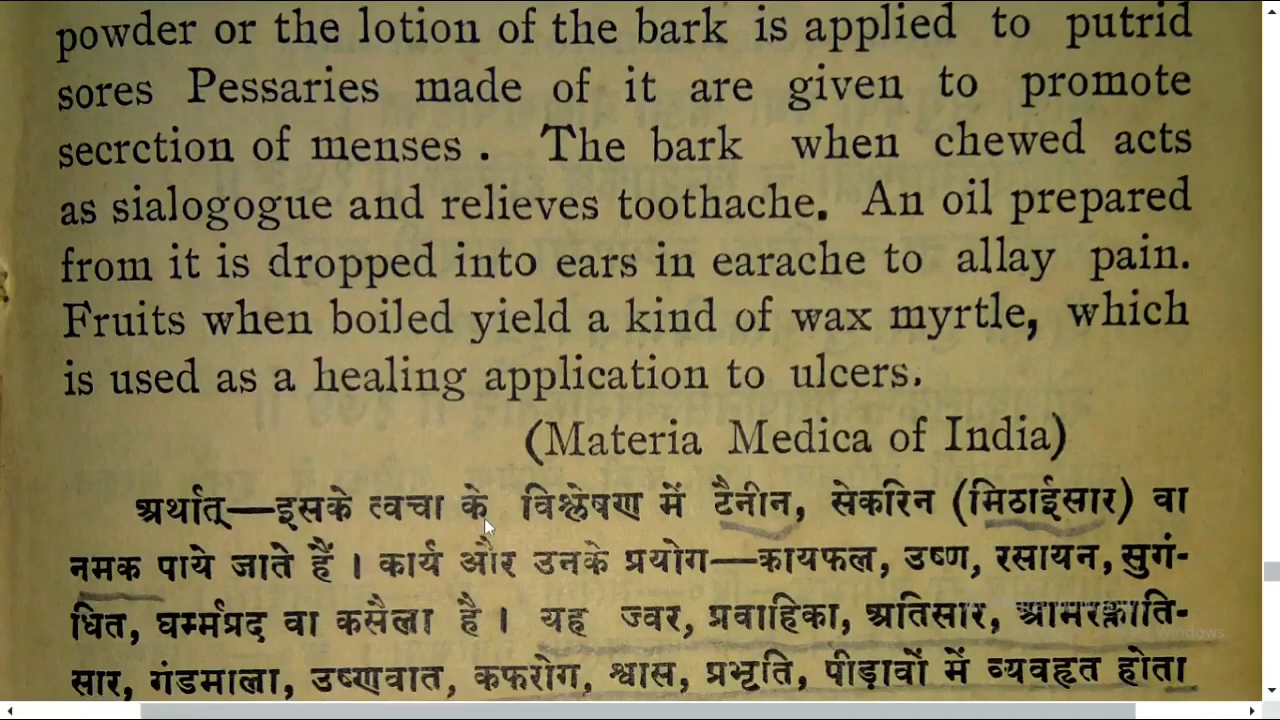 powder or the lotion of the bark is applied to putrid
sores Pessaries made of it are given to promote
secrction of menses . The bark when chewed acts
as sialogogue and relieves toothache. An oil prepared
from it is dropped into ears in earache to allay pain.
Fruits when boiled yield a kind of wax myrtle, which
is used as a healing application to ulcers.
(Materia Medica of India)
अर्थात्—इसके त्वचा के विश्लेषण में टैनीन, सेकरिन (मिठाईसार) वा
नमक पाये जाते हैं । कार्य और उनके प्रयोग—कायफल, उष्ण, रसायन, सुगं-
धित, घर्म्मप्रद वा कसैला है । यह ज्वर, प्रवाहिका, अतिसार, आमरक्ताति-
सार, गंडमाला, उष्णवात, कफरोग, श्वास, प्रभृति, पीड़ावों में व्यवहृत होता